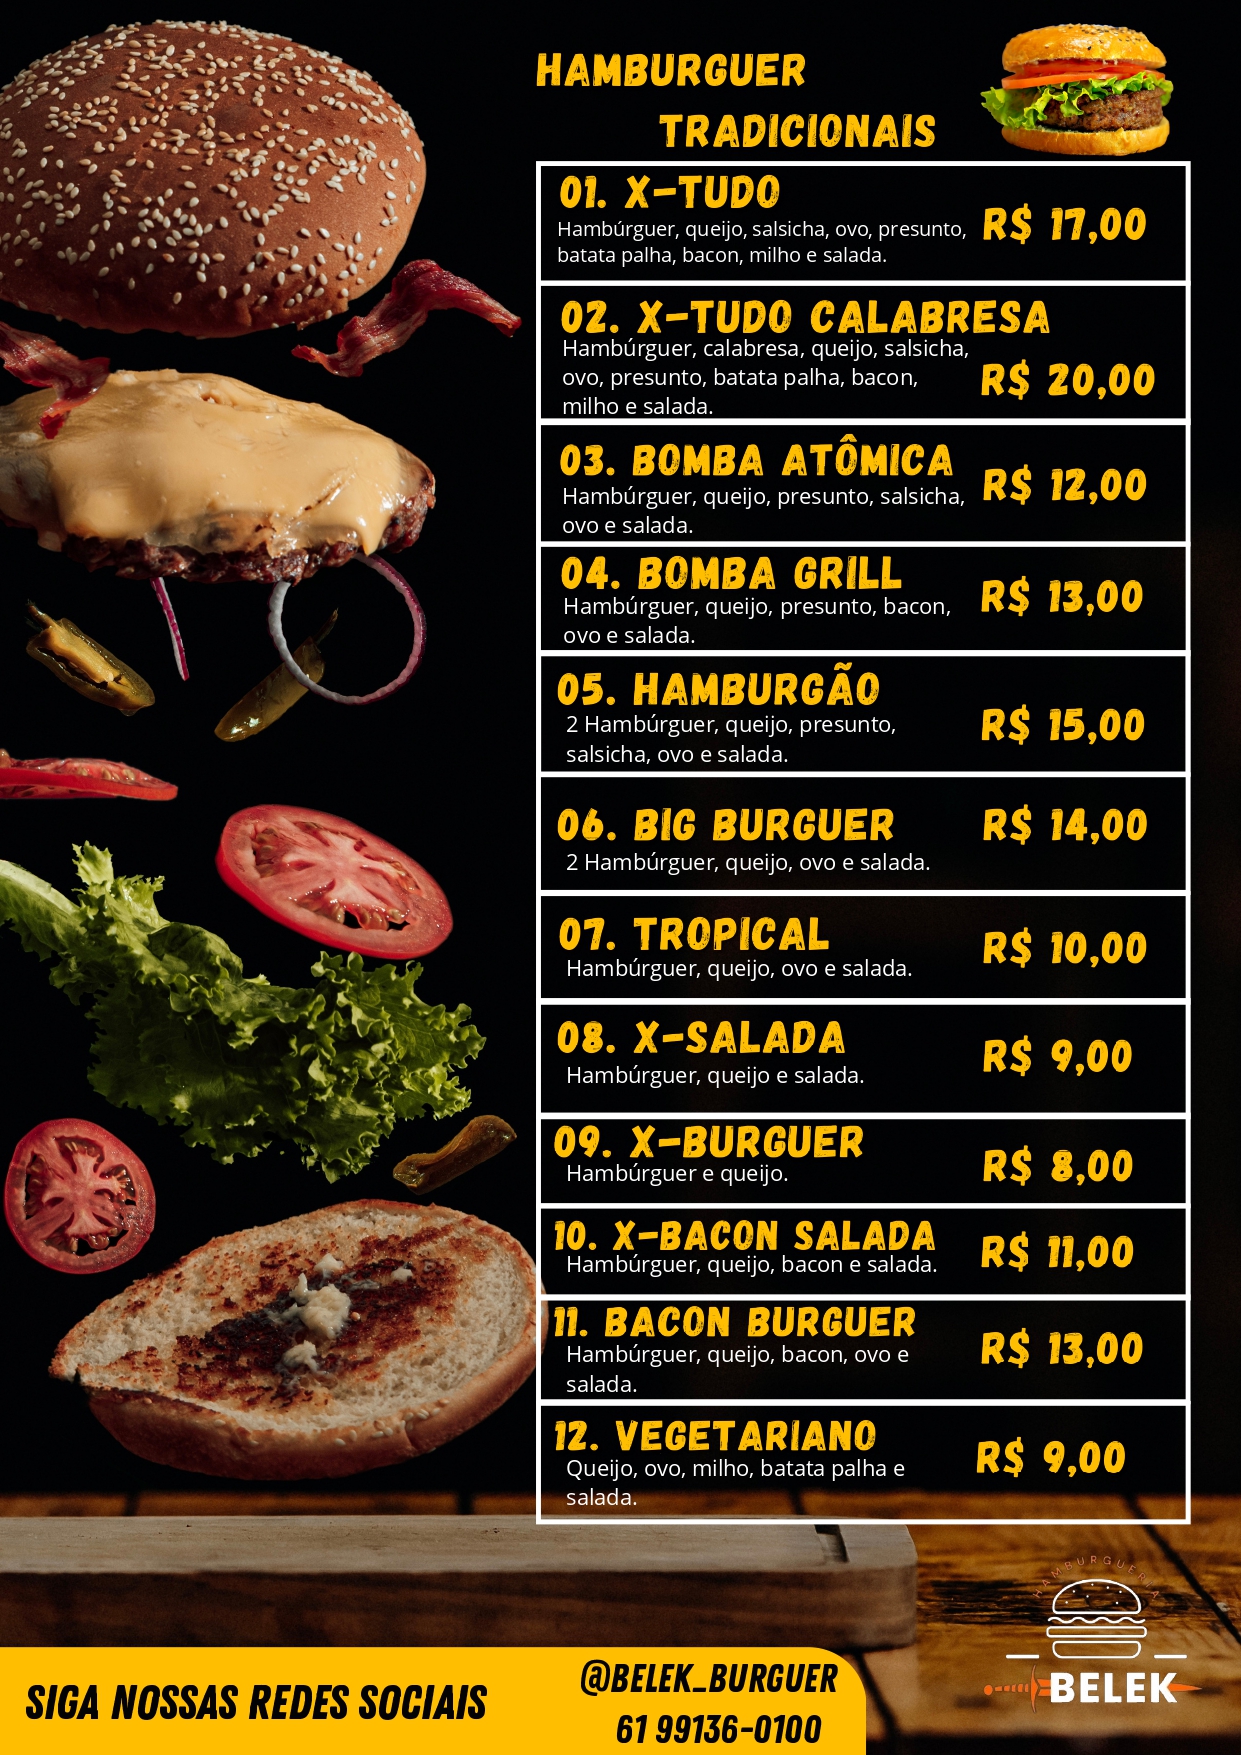 HAMBURGUER
TRADICIONAIS
01. X-TUDO
Hambúrguer, queijo, salsicha, ovo, presunto,
batata palha, bacon, milho e salada.
R$ 17,00
02. X-TUDO CALABRESA
Hambúrguer, calabresa, queijo, salsicha,
ovo, presunto, batata palha, bacon,
milho e salada.
R$ 20,00
03. BOMBA ATÔMICA
Hambúrguer, queijo, presunto, salsicha,
ovo e salada.
R$ 12,00
04. BOMBA GRILL
Hambúrguer, queijo, presunto, bacon,
ovo e salada.
R$ 13,00
05. HAMBURGÃO
2 Hambúrguer, queijo, presunto,
salsicha, ovo e salada.
R$ 15,00
06. BIG BURGUER
2 Hambúrguer, queijo, ovo e salada.
R$ 14,00
07. TROPICAL
Hambúrguer, queijo, ovo e salada.
R$ 10,00
08. X-SALADA
Hambúrguer, queijo e salada.
R$ 9,00
09. X-BURGUER
Hambúrguer e queijo.
R$ 8,00
10. X-BACON SALADA
Hambúrguer, queijo, bacon e salada.
R$ 11,00
11. BACON BURGUER
Hambúrguer, queijo, bacon, ovo e
salada.
R$ 13,00
12. VEGETARIANO
Queijo, ovo, milho, batata palha e
salada.
R$ 9,00
HAMBURGUERIA
BELEK
SIGA NOSSAS REDES SOCIAIS
@BELEK_BURGUER
61 99136-0100